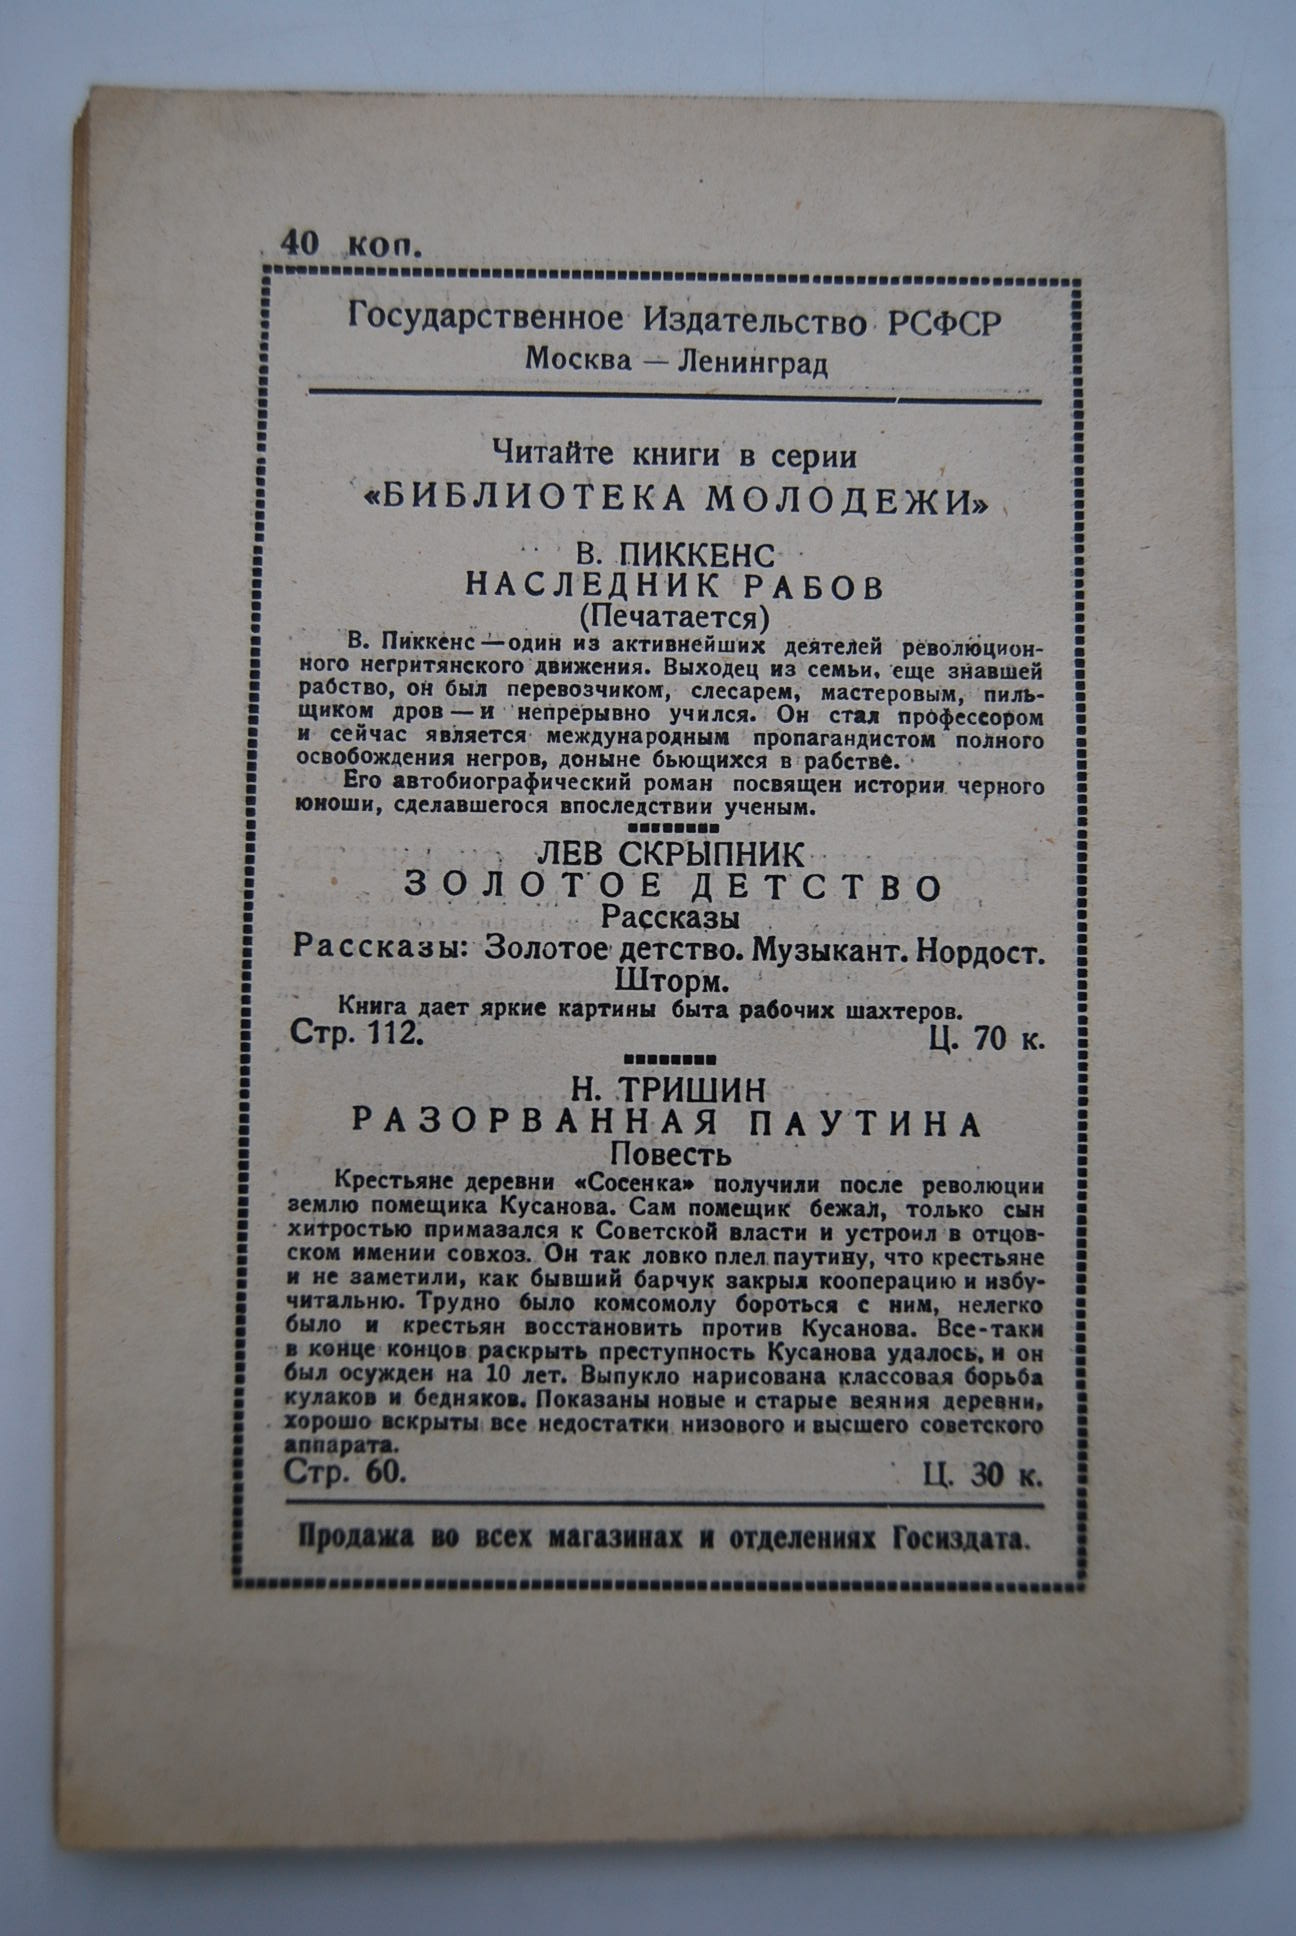 40 коп.
Государственное Издательство РСФСР
Москва — Ленинград
Читайте книги в серии
«БИБЛИОТЕКА МОЛОДЕЖИ»
В. ПИККЕНС
НАСЛЕДНИК РАБОВ
(Печатается)
В. Пиккенс — один из активнейших деятелей революцион-
ного негритянского движения. Выходец из семьи, еще знавшей
рабство, он был перевозчиком, слесарем, мастеровым, пиль-
щиком дров — и непрерывно учился. Он стал профессором
и сейчас является международным пропагандистом полного
освобождения негров, доныне бьющихся в рабстве.
Его автобиографический роман посвящен истории черного
юноши, сделавшегося впоследствии ученым.
ЛЕВ СКРЫПНИК
ЗОЛОТОЕ ДЕТСТВО
Рассказы
Рассказы: Золотое детство. Музыкант. Нордост.
Шторм.
Книга дает яркие картины быта рабочих шахтеров.
Стр. 112. Ц. 70 к.
Н. ТРИШИН
РАЗОРВАННАЯ ПАУТИНА
Повесть
Крестьяне деревни «Сосенка» получили после революции
землю помещика Кусанова. Сам помещик бежал, только сын
хитростью примазался к Советской власти и устроил в отцов-
ском имении совхоз. Он так ловко плел паутину, что крестьяне
и не заметили, как бывший барчук закрыл кооперацию и избу-
читальню. Трудно было комсомолу бороться с ним, нелегко
было и крестьян восстановить против Кусанова. Все-таки
в конце концов раскрыть преступность Кусанова удалось, и он
был осужден на 10 лет. Выпукло нарисована классовая борьба
кулаков и бедняков. Показаны новые и старые веяния деревни,
хорошо вскрыты все недостатки низового и высшего советского
аппарата.
Стр. 60. Ц. 30 к.
Продажа во всех магазинах и отделениях Госиздата.